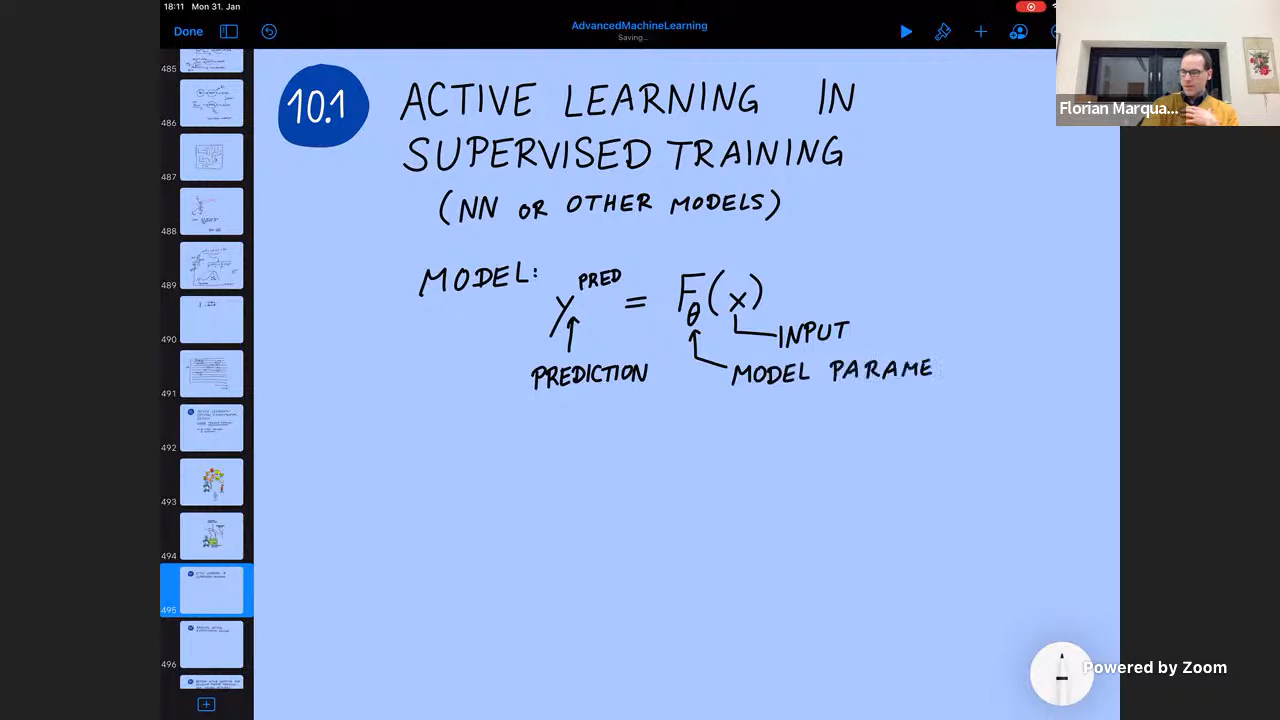 18:11 Mon 31. Jan
Done
AdvancedMachineLearning
Saving...
Florian Marqua...
10.1 ACTIVE LEARNING IN
SUPERVISED TRAINING
(NN OR OTHER MODELS)
MODEL: y PRED = Fθ(x)
INPUT
PREDICTION
MODEL PARAME
485
486
487
488
489
490
491
492
493
494
495
496
Powered by Zoom